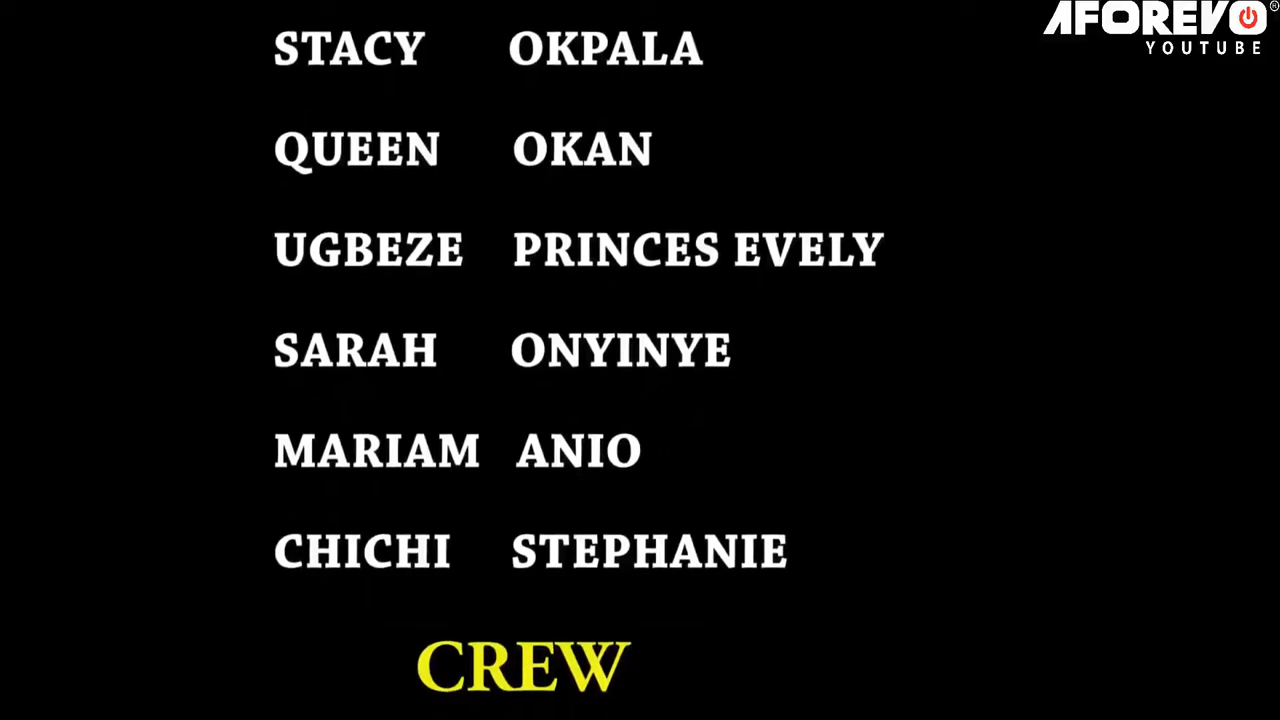 AFOREVO
YOUTUBE
STACY OKPALA
QUEEN OKAN
UGBEZE PRINCES EVELY
SARAH ONYINYE
MARIAM ANIO
CHICHI STEPHANIE
CREW